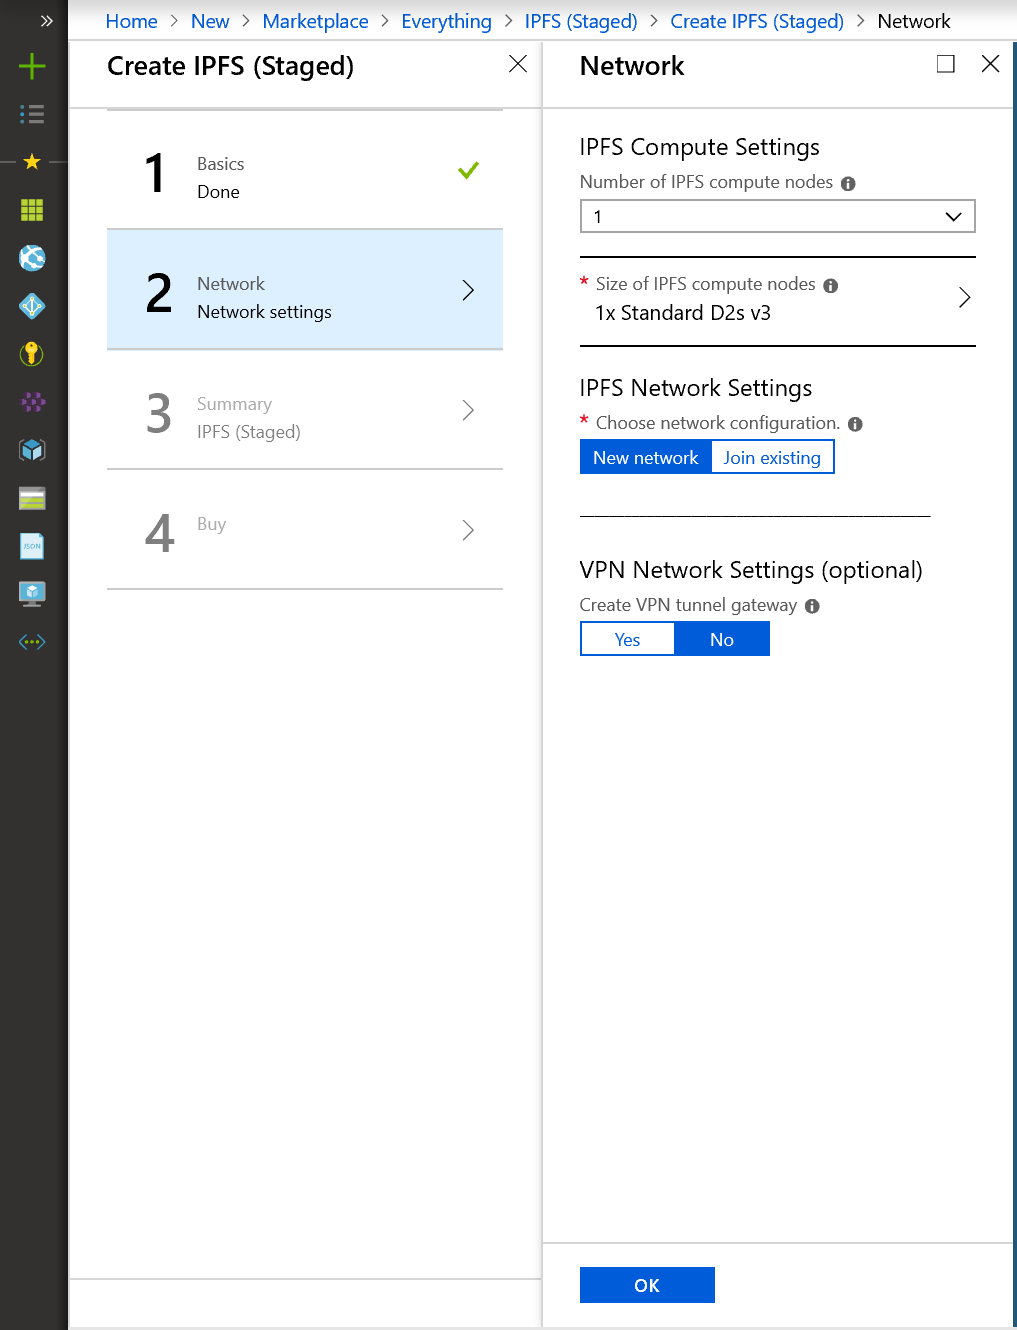 Home > New > Marketplace > Everything > IPFS (Staged) > Create IPFS (Staged) > Network
Create IPFS (Staged)
1
Basics
Done
2
Network
Network settings
3
Summary
IPFS (Staged)
4
Buy
JSON
Network
IPFS Compute Settings
Number of IPFS compute nodes
1
* Size of IPFS compute nodes
1x Standard D2s v3
IPFS Network Settings
* Choose network configuration.
New network Join existing
VPN Network Settings (optional)
Create VPN tunnel gateway
Yes No
OK